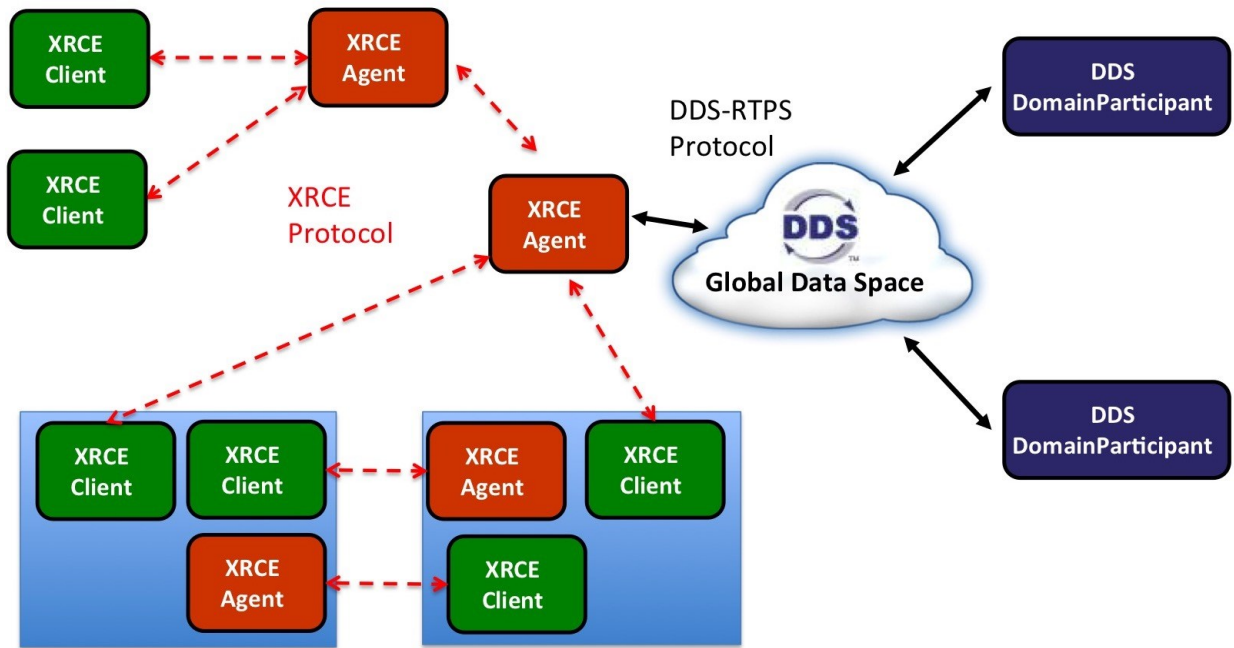 XRCE
Client
XRCE
Agent
DDS
DomainParticipant
DDS-RTPS
Protocol
XRCE
Client
XRCE
Protocol
XRCE
Agent
DDS
TM
Global Data Space
DDS
DomainParticipant
XRCE
Client
XRCE
Client
XRCE
Agent
XRCE
Client
XRCE
Agent
XRCE
Client